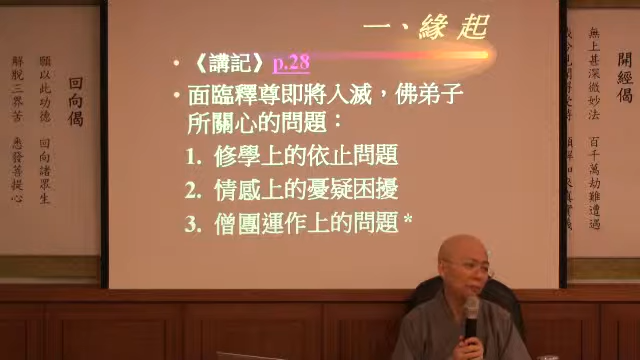 一、緣 起
• 《講記》p.28
• 面臨釋尊即將入滅，佛弟子
所關心的問題：
1. 修學上的依止問題
2. 情感上的憂疑困擾
3. 僧團運作上的問題 *
開經偈
無上甚深微妙法 百千萬劫難遭遇
回向偈
願以此功德 回向諸眾生
解脫三界苦 悉發菩提心